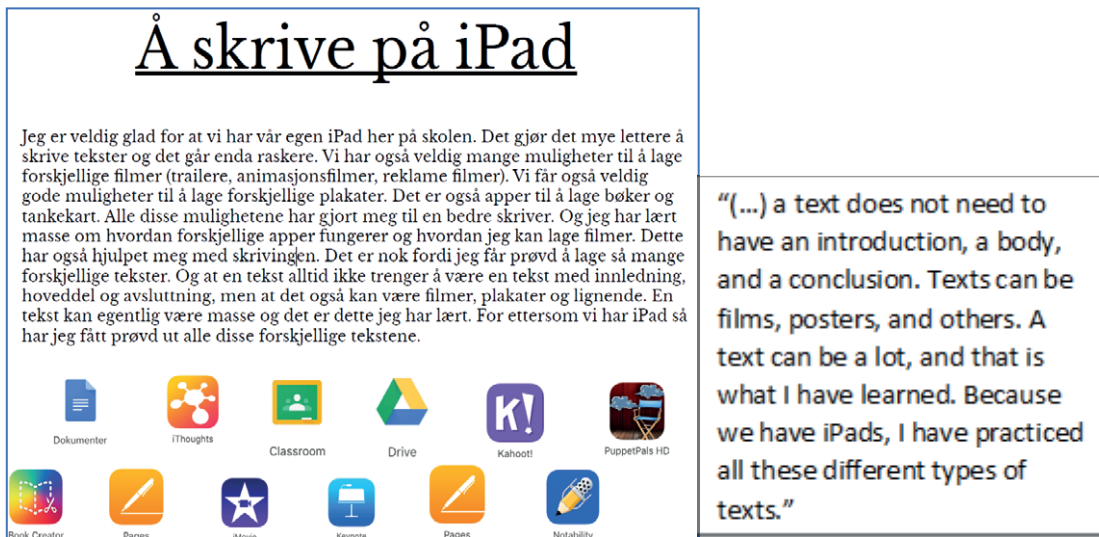 Å skrive på iPad
Jeg er veldig glad for at vi har vår egen iPad her på skolen. Det gjør det mye lettere å
skrive tekster og det går enda raskere. Vi har også veldig mange muligheter til å lage
forskjellige filmer (trailere, animasjonsfilmer, reklame filmer). Vi får også veldig
gode muligheter til å lage forskjellige plakater. Det er også apper til å lage bøker og
tankekart. Alle disse mulighetene har gjort meg til en bedre skriver. Og jeg har lært
masse om hvordan forskjellige apper fungerer og hvordan jeg kan lage filmer. Dette
har også hjulpet meg med skrivingen. Det er nok fordi jeg får prøvd å lage så mange
forskjellige tekster. Og at en tekst alltid ikke trenger å være en tekst med innledning,
hoveddel og avsluttning, men at det også kan være filmer, plakater og lignende. En
tekst kan egentlig være masse og det er dette jeg har lært. For ettersom vi har iPad så
har jeg fått prøvd ut alle disse forskjellige tekstene.
Dokumenter
iThoughts
Classroom
Drive
K!
Kahoot!
PuppetPals HD
Book Creator
Pages
iMovie
Keynote
Pages
Notability
“(...) a text does not need to
have an introduction, a body,
and a conclusion. Texts can be
films, posters, and others. A
text can be a lot, and that is
what I have learned. Because
we have iPads, I have practiced
all these different types of
texts.”